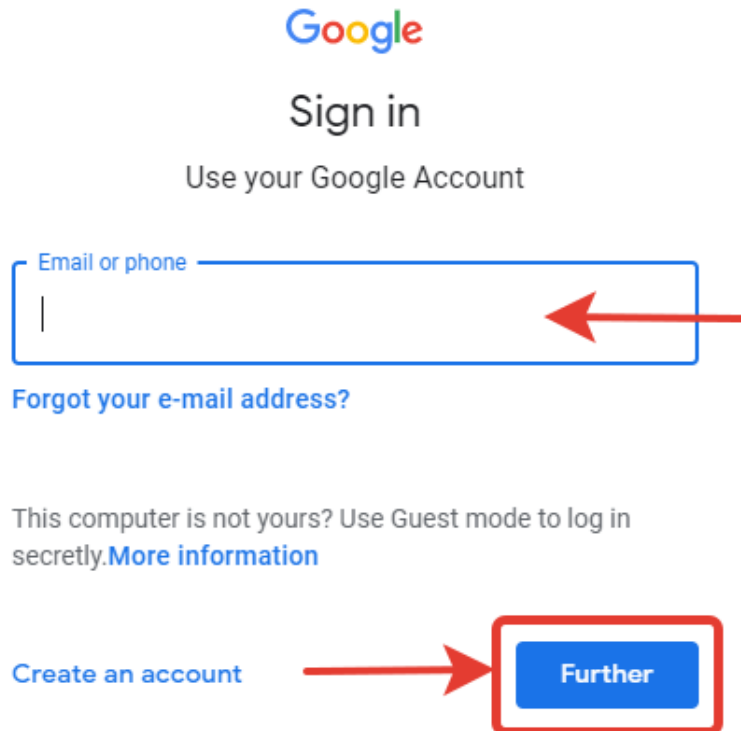 Google
Sign in
Use your Google Account
Email or phone
Forgot your e-mail address?
This computer is not yours? Use Guest mode to log in
secretly.More information
Create an account
Further